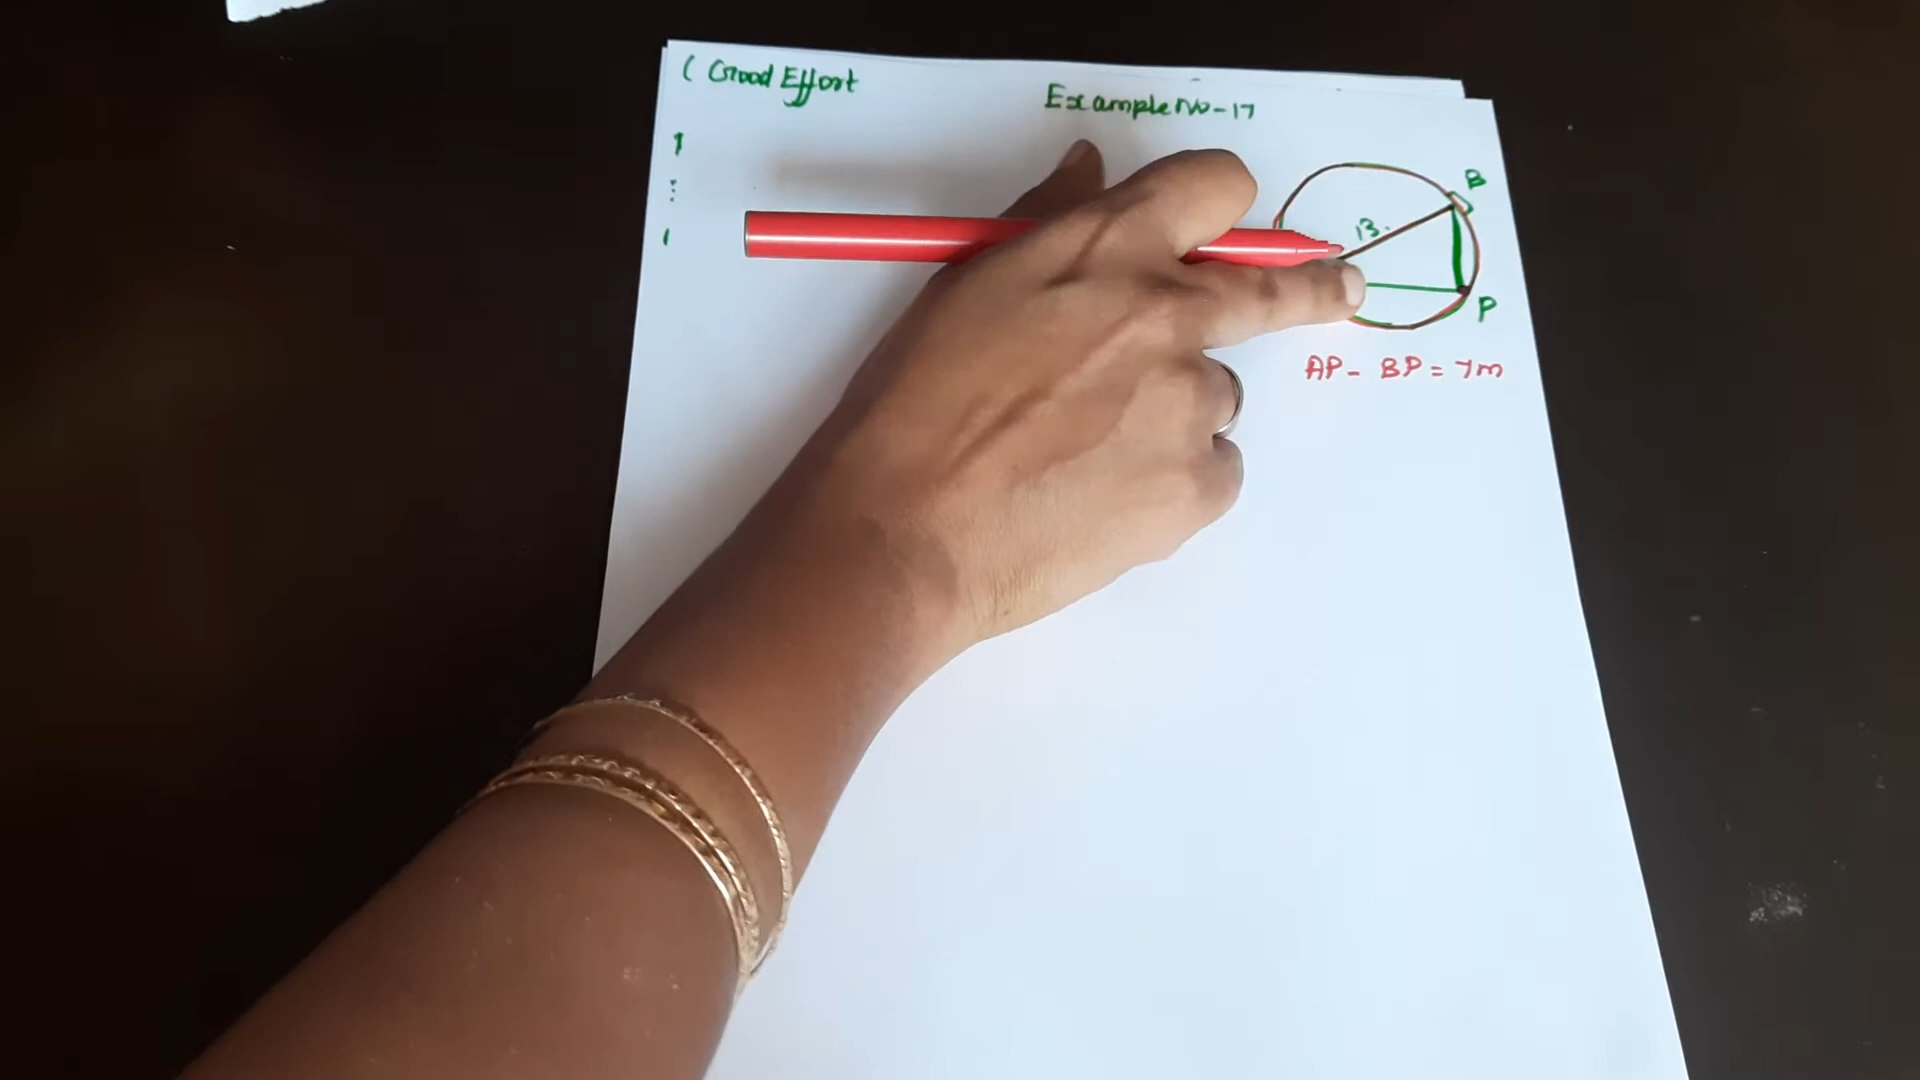 ( Good Effort
Example No-17
B
13.
P
AP - BP = 7m